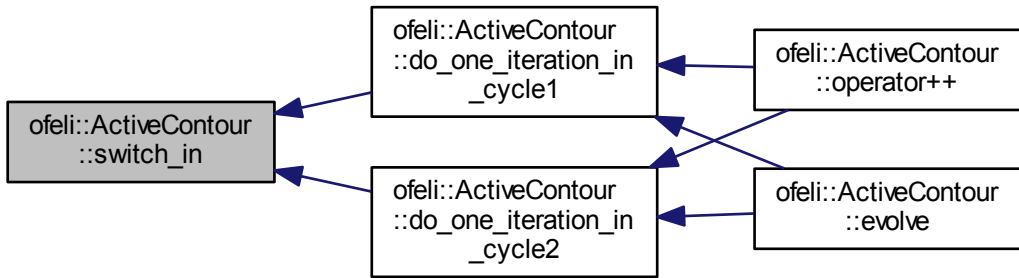 ofeli::ActiveContour
::switch_in
ofeli::ActiveContour
::do_one_iteration_in
_cycle1
ofeli::ActiveContour
::do_one_iteration_in
_cycle2
ofeli::ActiveContour
::operator++
ofeli::ActiveContour
::evolve